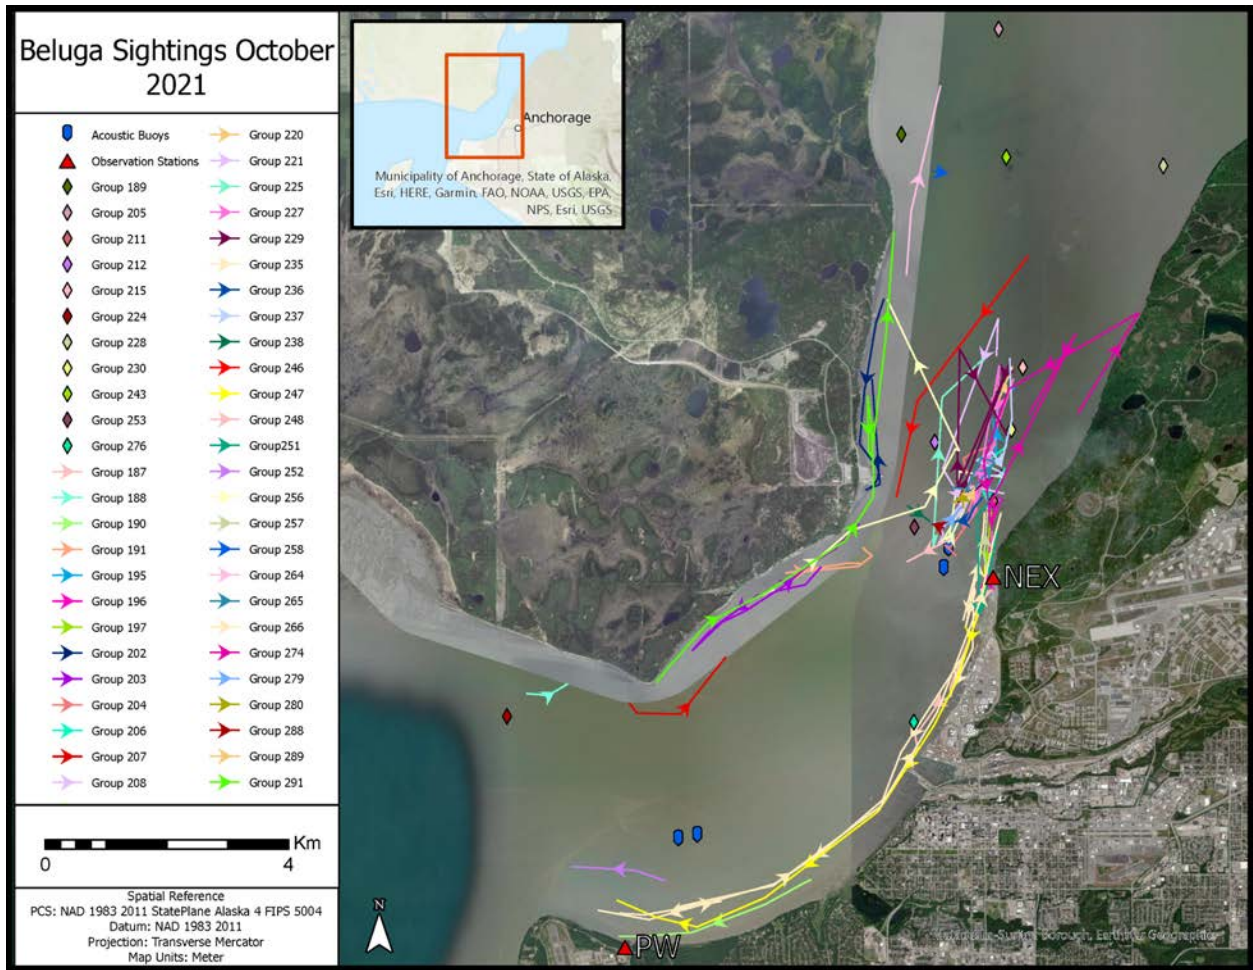 Beluga Sightings October
2021
Acoustic Buoys
Observation Stations
Group 189
Group 205
Group 211
Group 212
Group 215
Group 224
Group 228
Group 230
Group 243
Group 253
Group 276
Group 187
Group 188
Group 190
Group 191
Group 195
Group 196
Group 197
Group 202
Group 203
Group 204
Group 206
Group 207
Group 208
Group 220
Group 221
Group 225
Group 227
Group 229
Group 235
Group 236
Group 237
Group 238
Group 246
Group 247
Group 248
Group251
Group 252
Group 256
Group 257
Group 258
Group 264
Group 265
Group 266
Group 274
Group 279
Group 280
Group 288
Group 289
Group 291
Km
0 4
Spatial Reference
PCS: NAD 1983 2011 StatePlane Alaska 4 FIPS 5004
Datum: NAD 1983 2011
Projection: Transverse Mercator
Map Units: Meter
Anchorage
Municipality of Anchorage, State of Alaska,
Esri, HERE, Garmin, FAO, NOAA, USGS, EPA,
NPS, Esri, USGS
NEX
N
PW
Matanuska-Susitna Borough, Earthstar Geographics